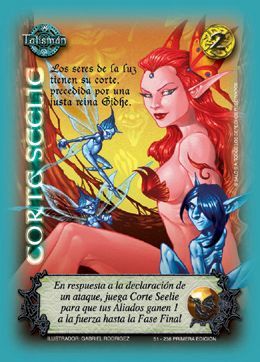 Talismán
2
Los seres de la luz
tienen su corte,
precedida por una
justa reina Sidhe.
CORTE SEELIE
En respuesta a la declaración de
un ataque, juega Corte Seelie
para que tus Aliados ganen 1
a la fuerza hasta la Fase Final
ILUSTRADOR: GABRIEL RODRIGEZ
51 - 236 PRIMERA EDICIÓN